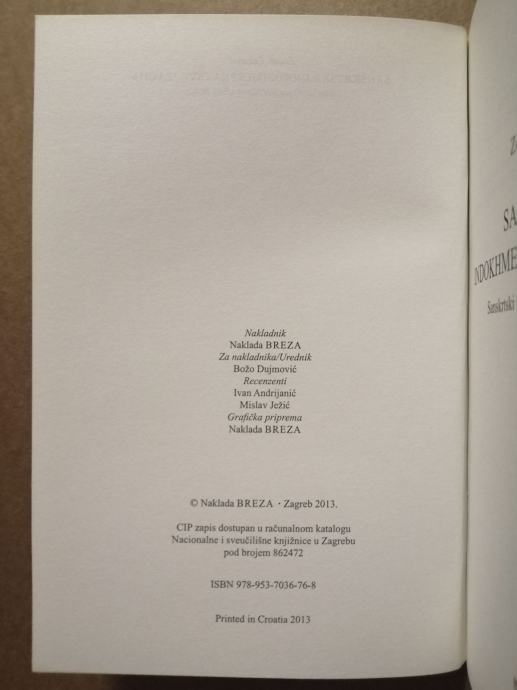 Nakladnik
Naklada BREZA
Za nakladnika/Urednik
Božo Dujmović
Recenzenti
Ivan Andrijanić
Mislav Ježić
Grafička priprema
Naklada BREZA
© Naklada BREZA · Zagreb 2013.
CIP zapis dostupan u računalnom katalogu
Nacionalne i sveučilišne knjižnice u Zagrebu
pod brojem 862472
ISBN 978-953-7036-76-8
Printed in Croatia 2013
Sanskrtski